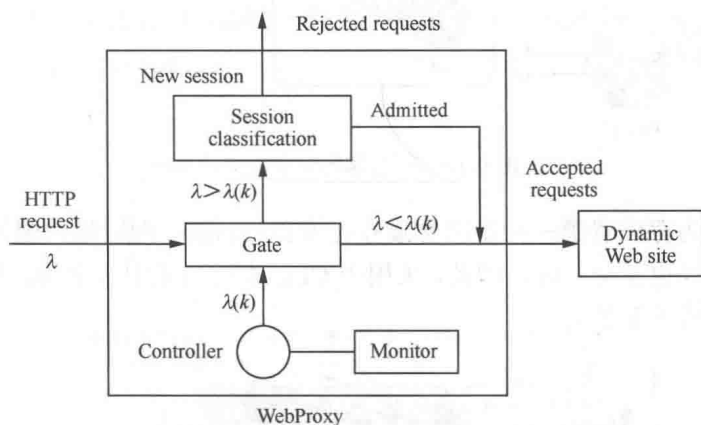 Rejected requests
New session
Session
classification
Admitted
λ>λ(k)
HTTP
request
λ
Gate
λ<λ(k)
Accepted
requests
Dynamic
Web site
λ(k)
Controller
Monitor
WebProxy